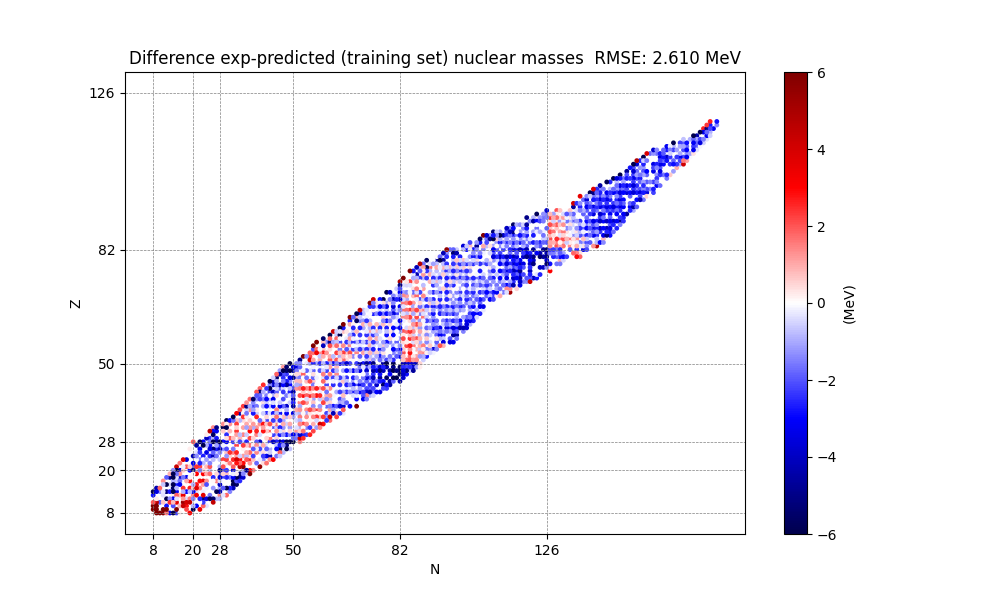 Difference exp-predicted (training set) nuclear masses  RMSE: 2.610 MeV
126
82
50
28
20
8
Z
8 20 28 50 82 126
N
6
4
2
0
−2
−4
−6
(MeV)